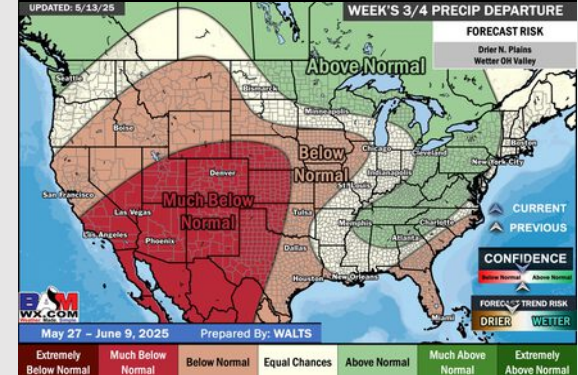 UPDATED: 5/13/25
WEEK'S 3/4 PRECIP DEPARTURE
FORECAST RISK
Drier N. Plains
Wetter OH Valley
Above Normal
Seattle
Bismarck
Minneapolis
Boise
Boston
Chicago
Cleveland
New York City
Below
Normal
Indianapolis
Denver
St Louis
San Francisco
Much Below
Normal
Las Vegas
Tulsa
Memphis
Charlotte
Los Angeles
Phoenix
Atlanta
Dallas
Houston
New Orleans
Miami
CURRENT
PREVIOUS
CONFIDENCE
Below Normal
Above Normal
FORECAST TREND RISK
DRIER
WETTER
BAM
WX.COM
Weather Made Simple
May 27 – June 9, 2025
Prepared By: WALTS
Extremely
Below Normal
Much Below
Normal
Below Normal
Equal Chances
Above Normal
Much Above
Normal
Extremely
Above Normal